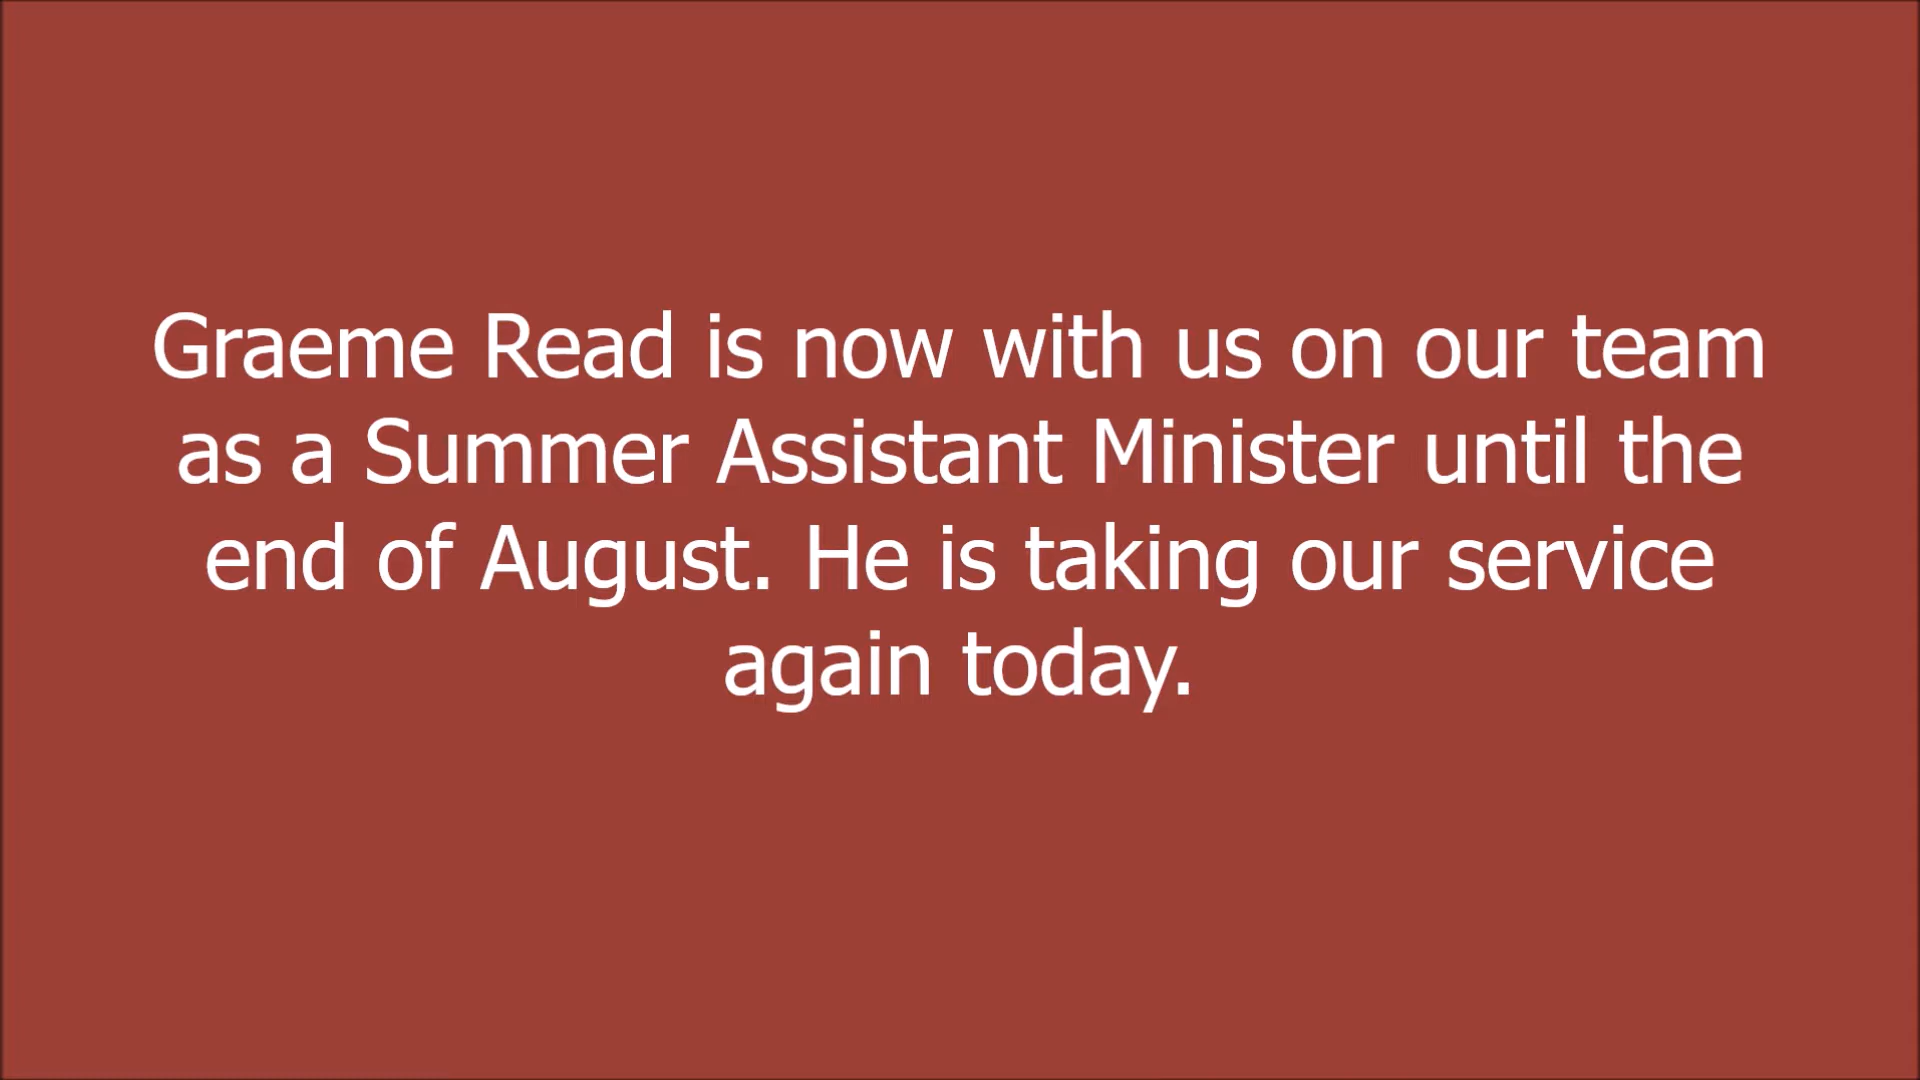 Graeme Read is now with us on our team
as a Summer Assistant Minister until the
end of August. He is taking our service
again today.